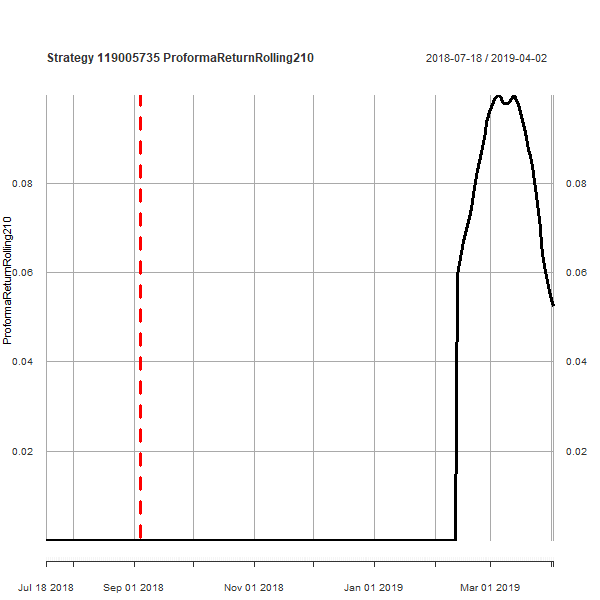 Strategy 119005735 ProformaReturnRolling210
2018-07-18 / 2019-04-02
ProformaReturnRolling210
0.08
0.06
0.04
0.02
0.08
0.06
0.04
0.02
Jul 18 2018
Sep 01 2018
Nov 01 2018
Jan 01 2019
Mar 01 2019